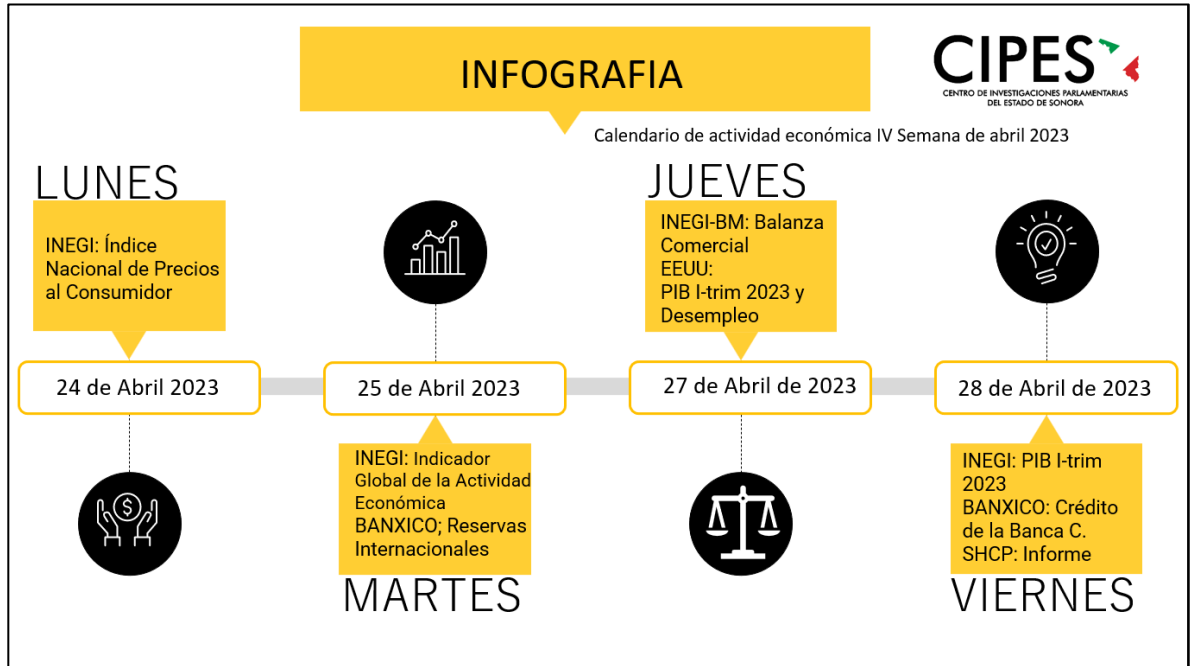 INFOGRAFIA
CIPES
CENTRO DE INVESTIGACIONES PARLAMENTARIAS
DEL ESTADO DE SONORA
Calendario de actividad económica IV Semana de abril 2023
LUNES
INEGI: Índice
Nacional de Precios
al Consumidor
24 de Abril 2023
$
25 de Abril 2023
INEGI: Indicador
Global de la Actividad
Económica
BANXICO; Reservas
Internacionales
MARTES
JUEVES
INEGI-BM: Balanza
Comercial
EEUU:
PIB I-trim 2023 y
Desempleo
27 de Abril de 2023
28 de Abril de 2023
INEGI: PIB I-trim
2023
BANXICO: Crédito
de la Banca C.
SHCP: Informe
VIERNES